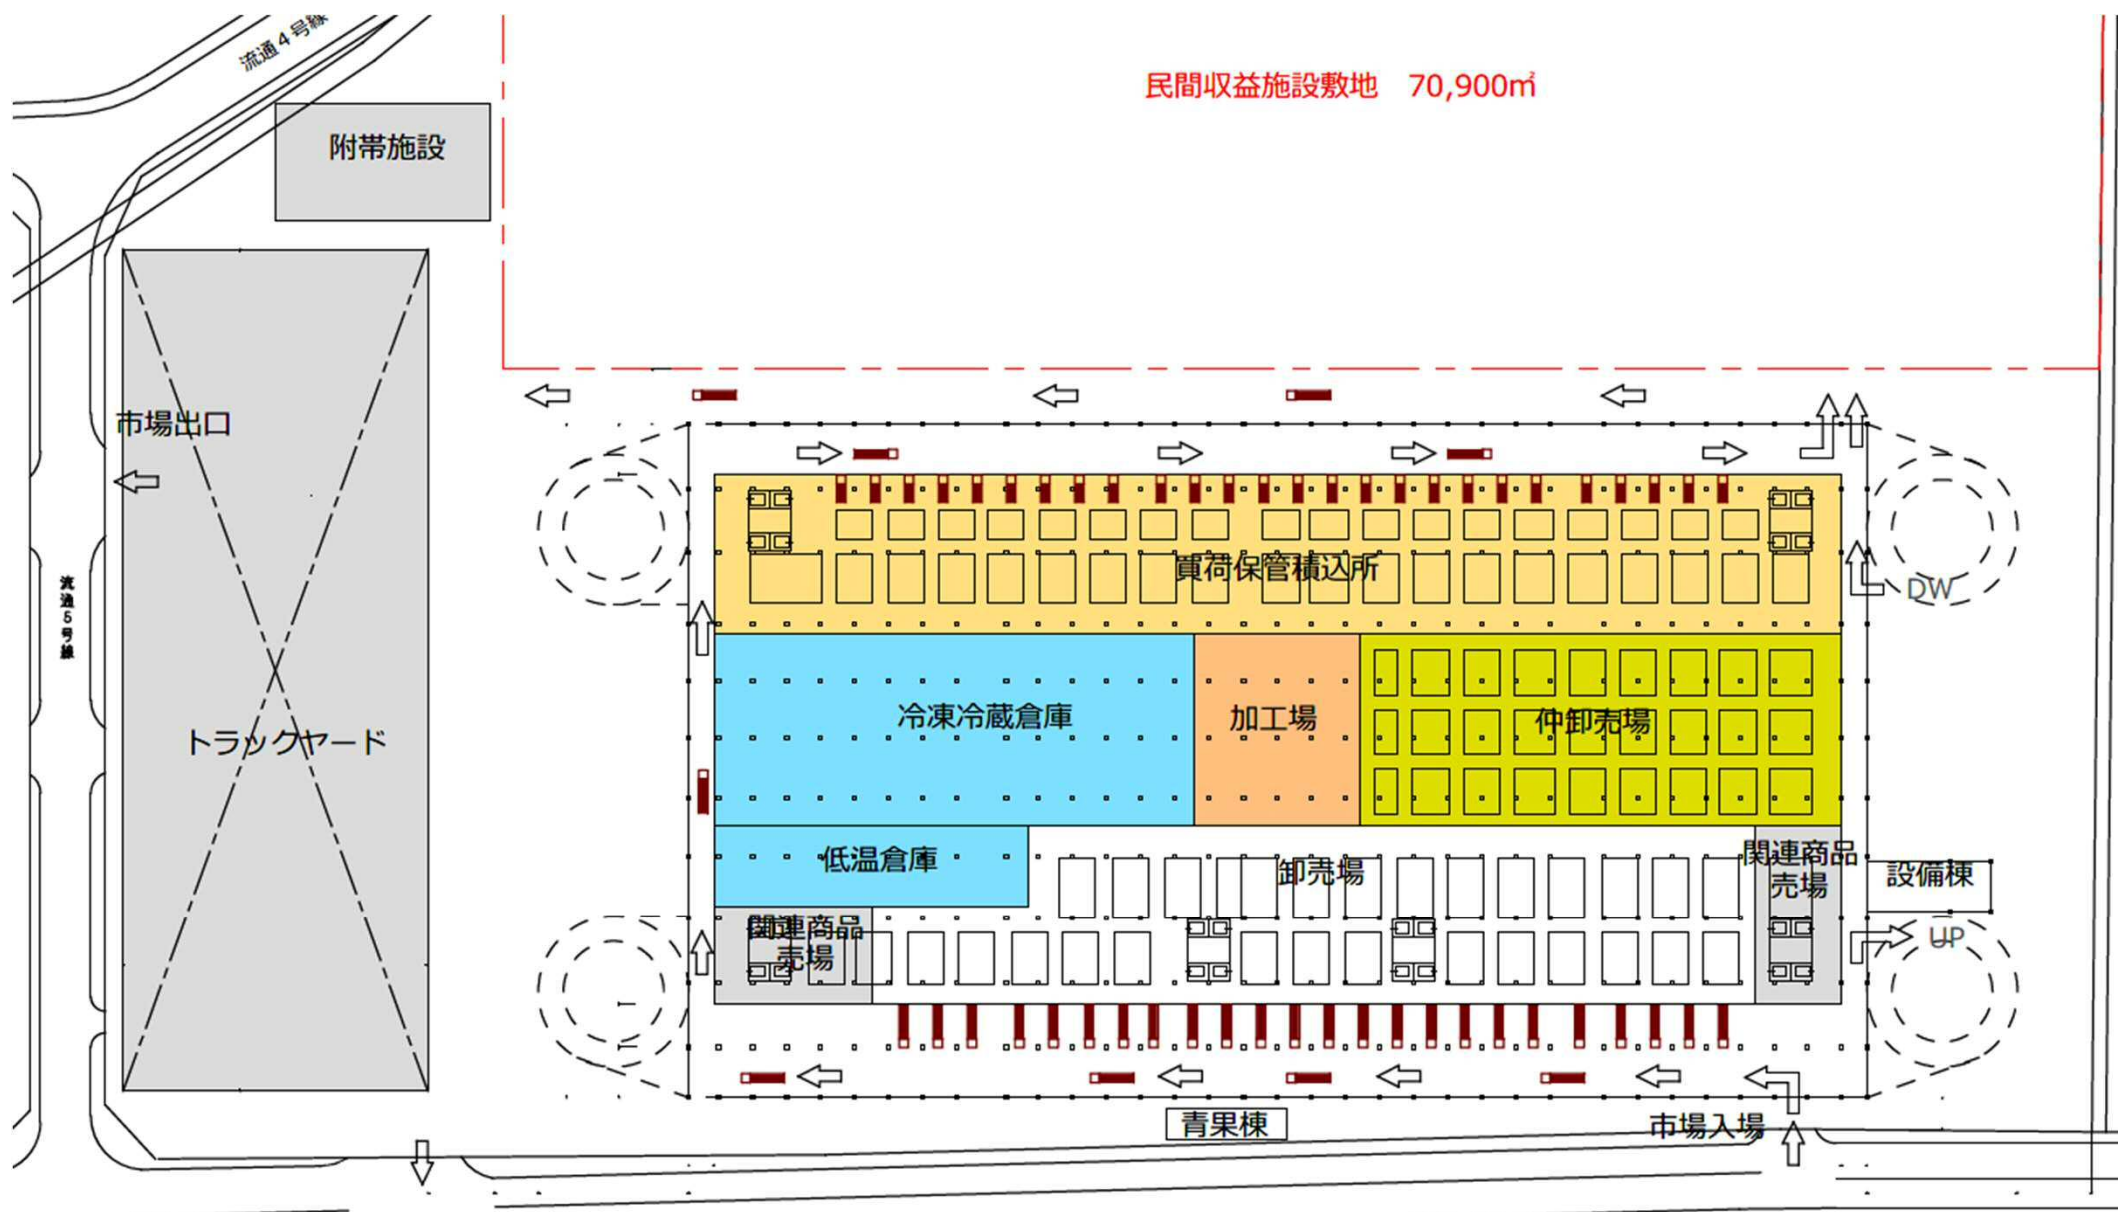 流通4号線
民間収益施設敷地　70,900㎡
附帯施設
市場出口
流通5号線
買荷保管積込所
DW
冷凍冷蔵倉庫
加工場
仲卸売場
トラックヤード
低温倉庫
卸売場
関連商品
売場
設備棟
関連商品
売場
UP
青果棟
市場入場